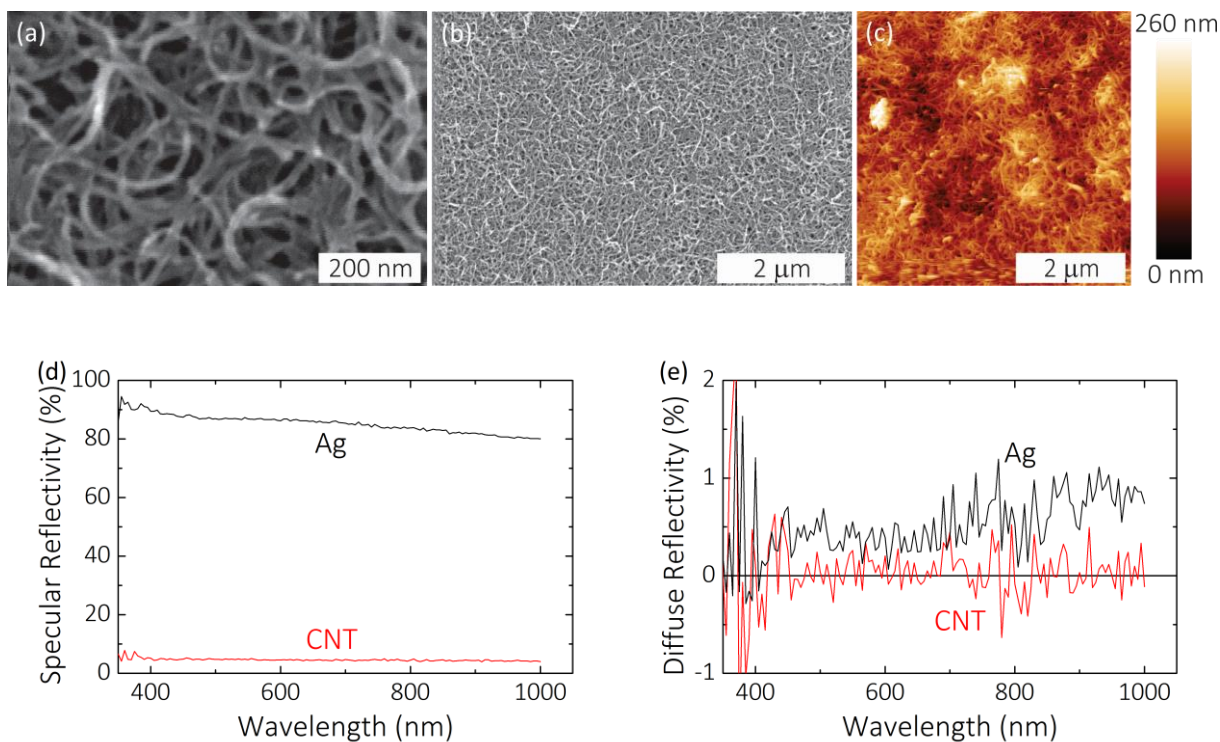 (a)
200 nm
(b)
2 μm
(c)
2 μm
260 nm
0 nm
(d)
Specular Reflectivity (%)
100
80
60
40
20
0
Ag
CNT
400
600
800
1000
Wavelength (nm)
(e)
Diffuse Reflectivity (%)
2
1
0
-1
Ag
CNT
400
600
800
1000
Wavelength (nm)